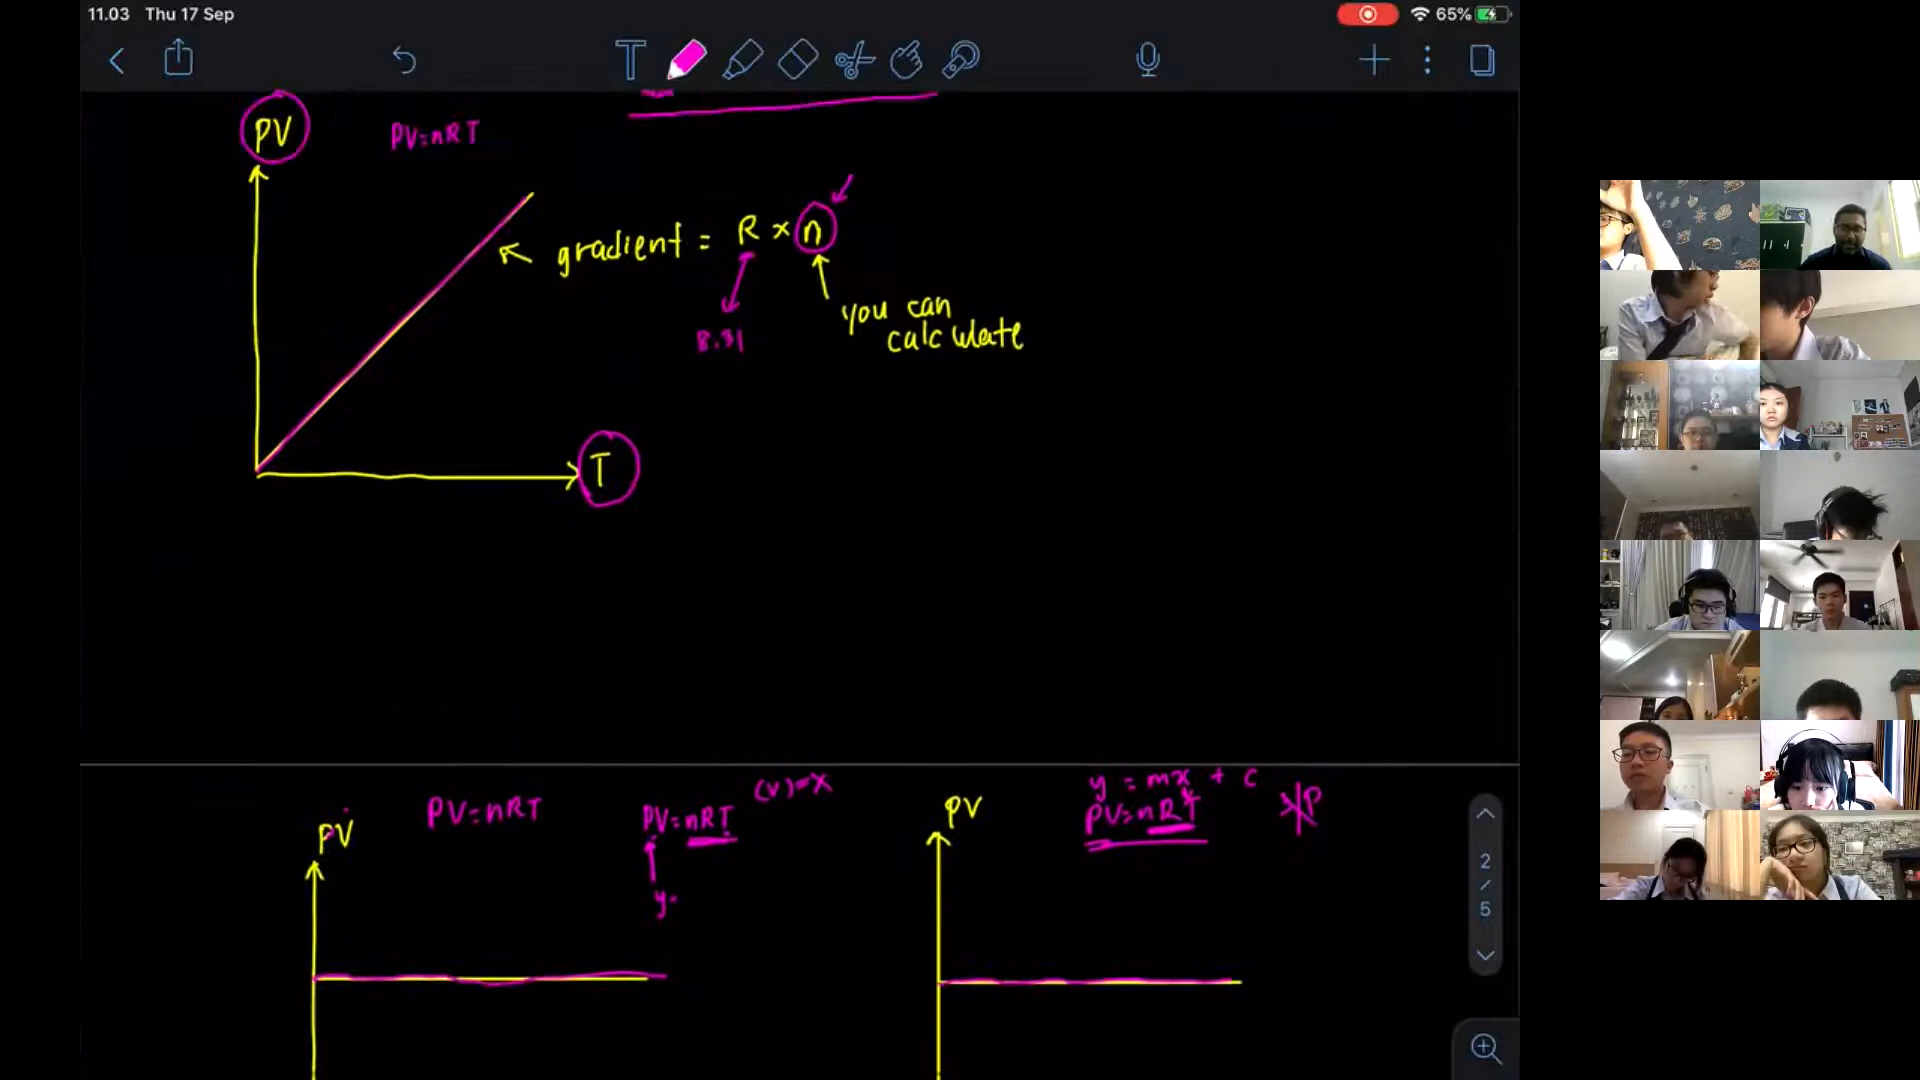 11.03 Thu 17 Sep
65%
T
PV
PV=nRT
gradient = R × n
8.31
you can
calculate
T
y = mx + c
(v)=x
PV=nRT
PV=nRT
PV
PV=nRT
PV
y=
2
/
5